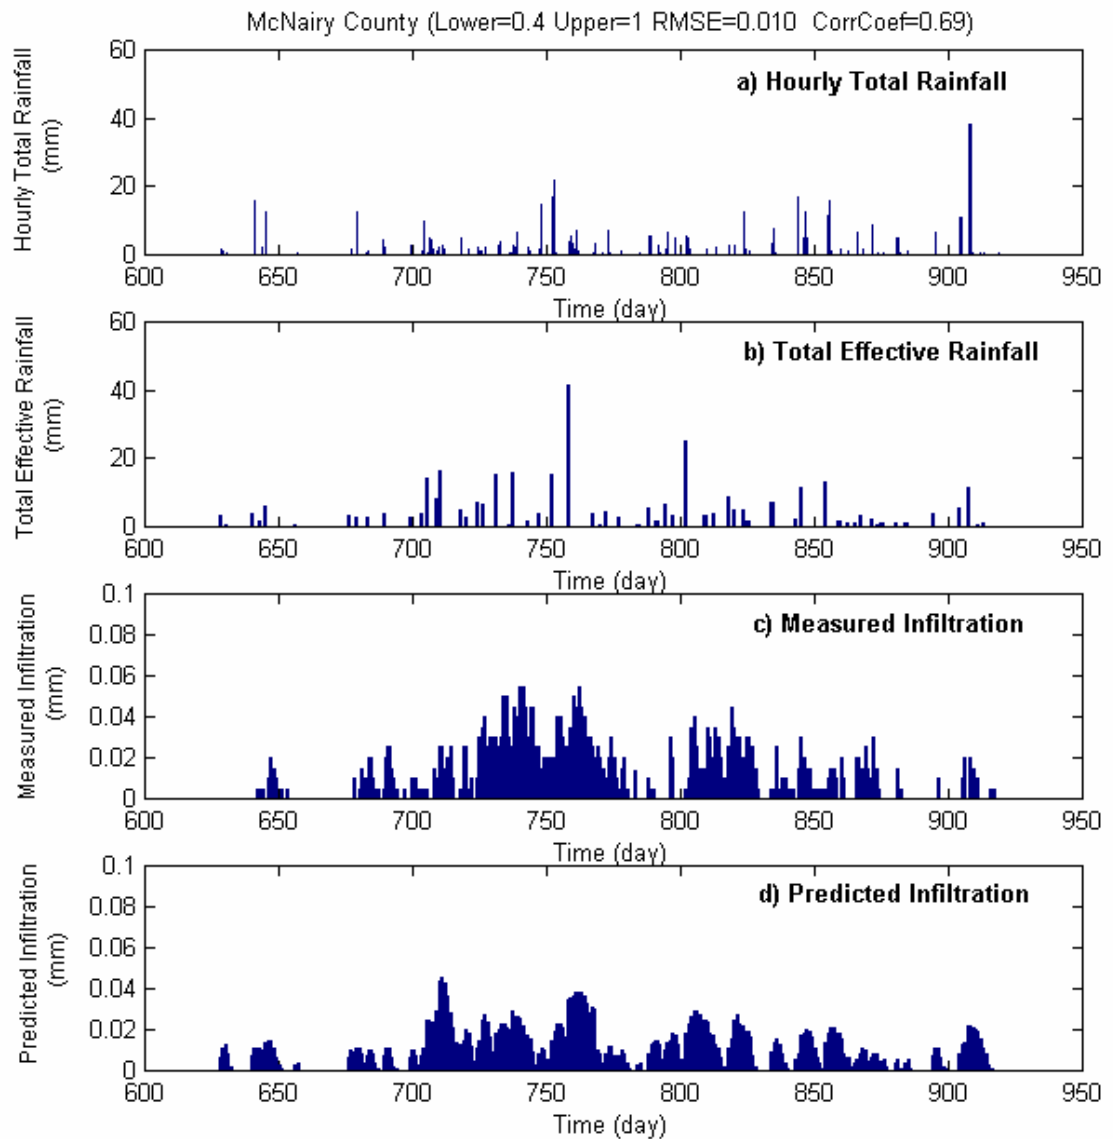 McNairy County (Lower=0.4 Upper=1 RMSE=0.010 CorrCoef=0.69)
a) Hourly Total Rainfall
Hourly Total Rainfall
(mm)
60
40
20
0
600 650 700 750 800 850 900 950
Time (day)
b) Total Effective Rainfall
Total Effective Rainfall
(mm)
60
40
20
0
600 650 700 750 800 850 900 950
Time (day)
c) Measured Infiltration
Measured Infiltration
(mm)
0.1
0.08
0.06
0.04
0.02
0
600 650 700 750 800 850 900 950
Time (day)
d) Predicted Infiltration
Predicted Infiltration
(mm)
0.1
0.08
0.06
0.04
0.02
0
600 650 700 750 800 850 900 950
Time (day)